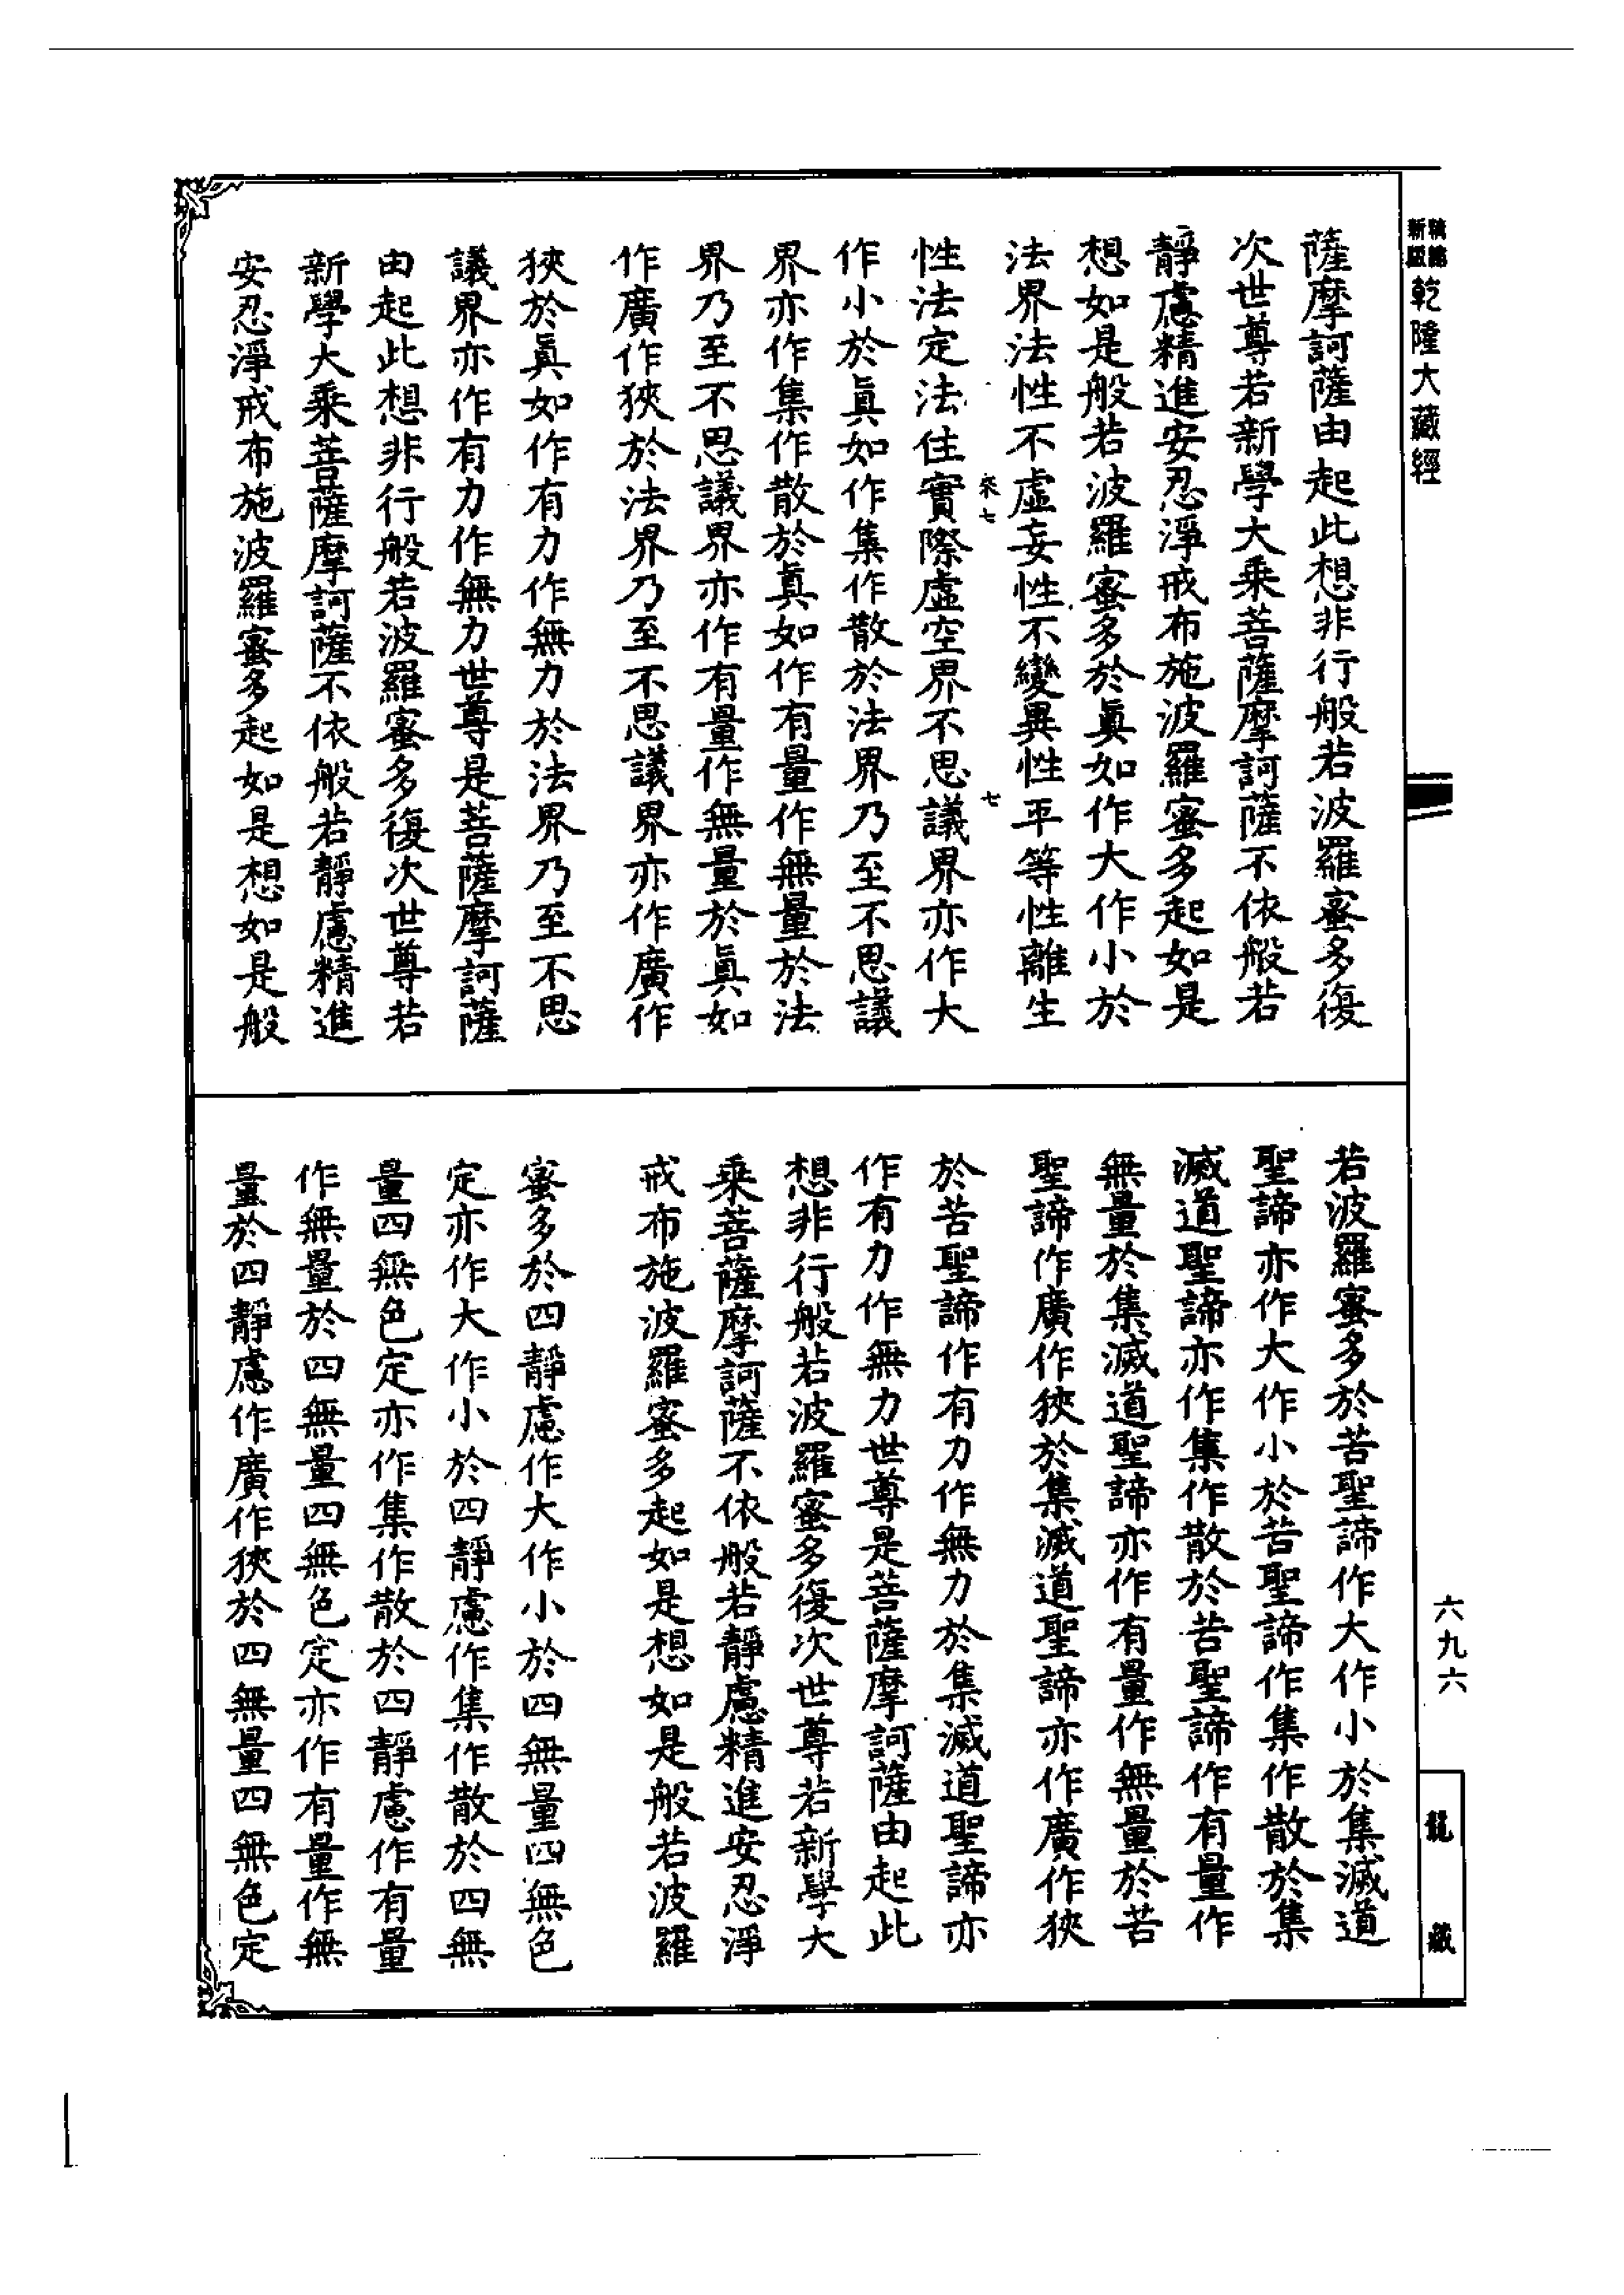 新版
乾隆大藏經
薩摩訶薩由起此想非行般若波羅蜜多復
次世尊若新學大乘菩薩摩訶薩不依般若
靜慮精進安忍淨戒布施波羅蜜多起如是
想如是般若波羅蜜多於眞如作大作小於
法界法性不虛妄性不變異性平等性離生
性法定法住實際虛空界不思議界亦作大
作小於眞如作集作散於法界乃至不思議
界亦作集作散於眞如作有量作無量於法
界乃至不思議界亦作有量作無量於眞如
作廣作狹於法界乃至不思議界亦作廣作
狹於眞如作有力作無力於法界乃至不思
議界亦作有力作無力世尊是菩薩摩訶薩
由起此想非行般若波羅蜜多復次世尊若
新學大乘菩薩摩訶薩不依般若靜慮精進
安忍淨戒布施波羅蜜多起如是想如是般
七
若波羅蜜多於苦聖諦作大作小於集滅道
聖諦亦作大作小於苦聖諦作集作散於集
滅道聖諦亦作集作散於苦聖諦作有量作
無量於集滅道聖諦亦作有量作無量於苦
聖諦作廣作狹於集滅道聖諦亦作廣作狹
於苦聖諦作有力作無力於集滅道聖諦亦
作有力作無力世尊是菩薩摩訶薩由起此
想非行般若波羅蜜多復次世尊若新學大
乘菩薩摩訶薩不依般若靜慮精進安忍淨
戒布施波羅蜜多起如是想如是般若波羅
蜜多於四靜慮作大作小於四無量四無色
定亦作大作小於四靜慮作集作散於四無
量四無色定亦作集作散於四靜慮作有量
作無量於四無量四無色定亦作有量作無
量於四靜慮作廣作狹於四無量四無色定
六九六
龍藏